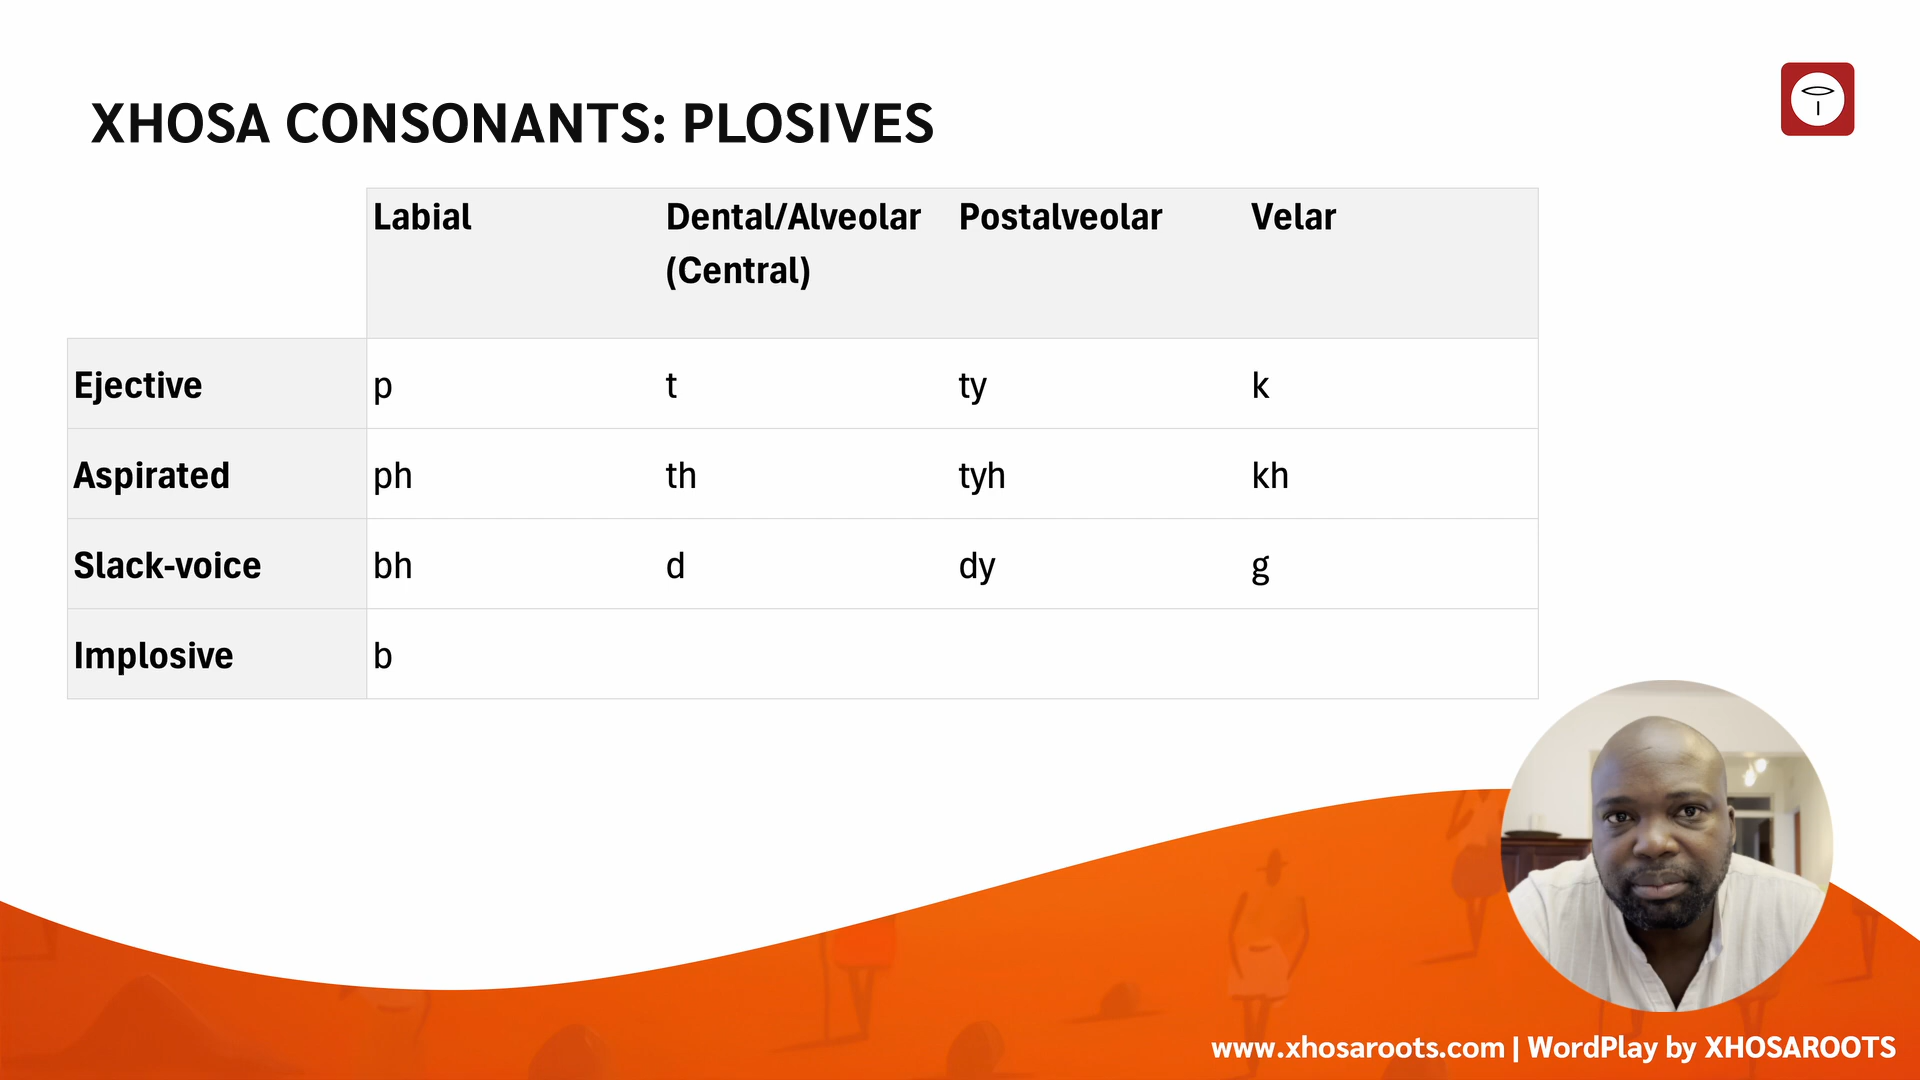 XHOSA CONSONANTS: PLOSIVES
Labial Dental/Alveolar (Central) Postalveolar Velar
Ejective p t ty k
Aspirated ph th tyh kh
Slack-voice bh d dy g
Implosive b
www.xhosaroots.com | WordPlay by XHOSAROOTS